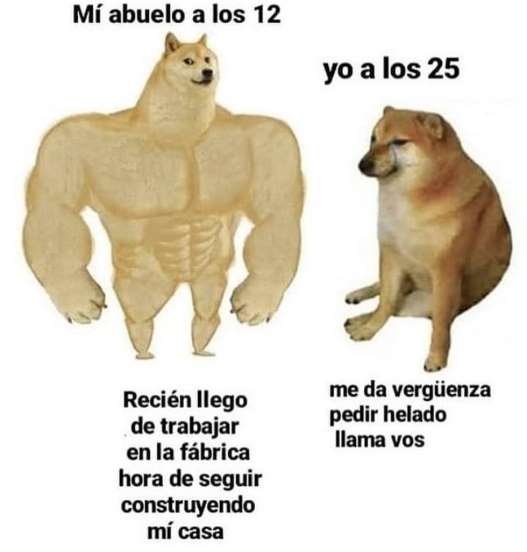 Mí abuelo a los 12
yo a los 25
Recién llego
de trabajar
en la fábrica
hora de seguir
construyendo
mí casa
me da vergüenza
pedir helado
llama vos